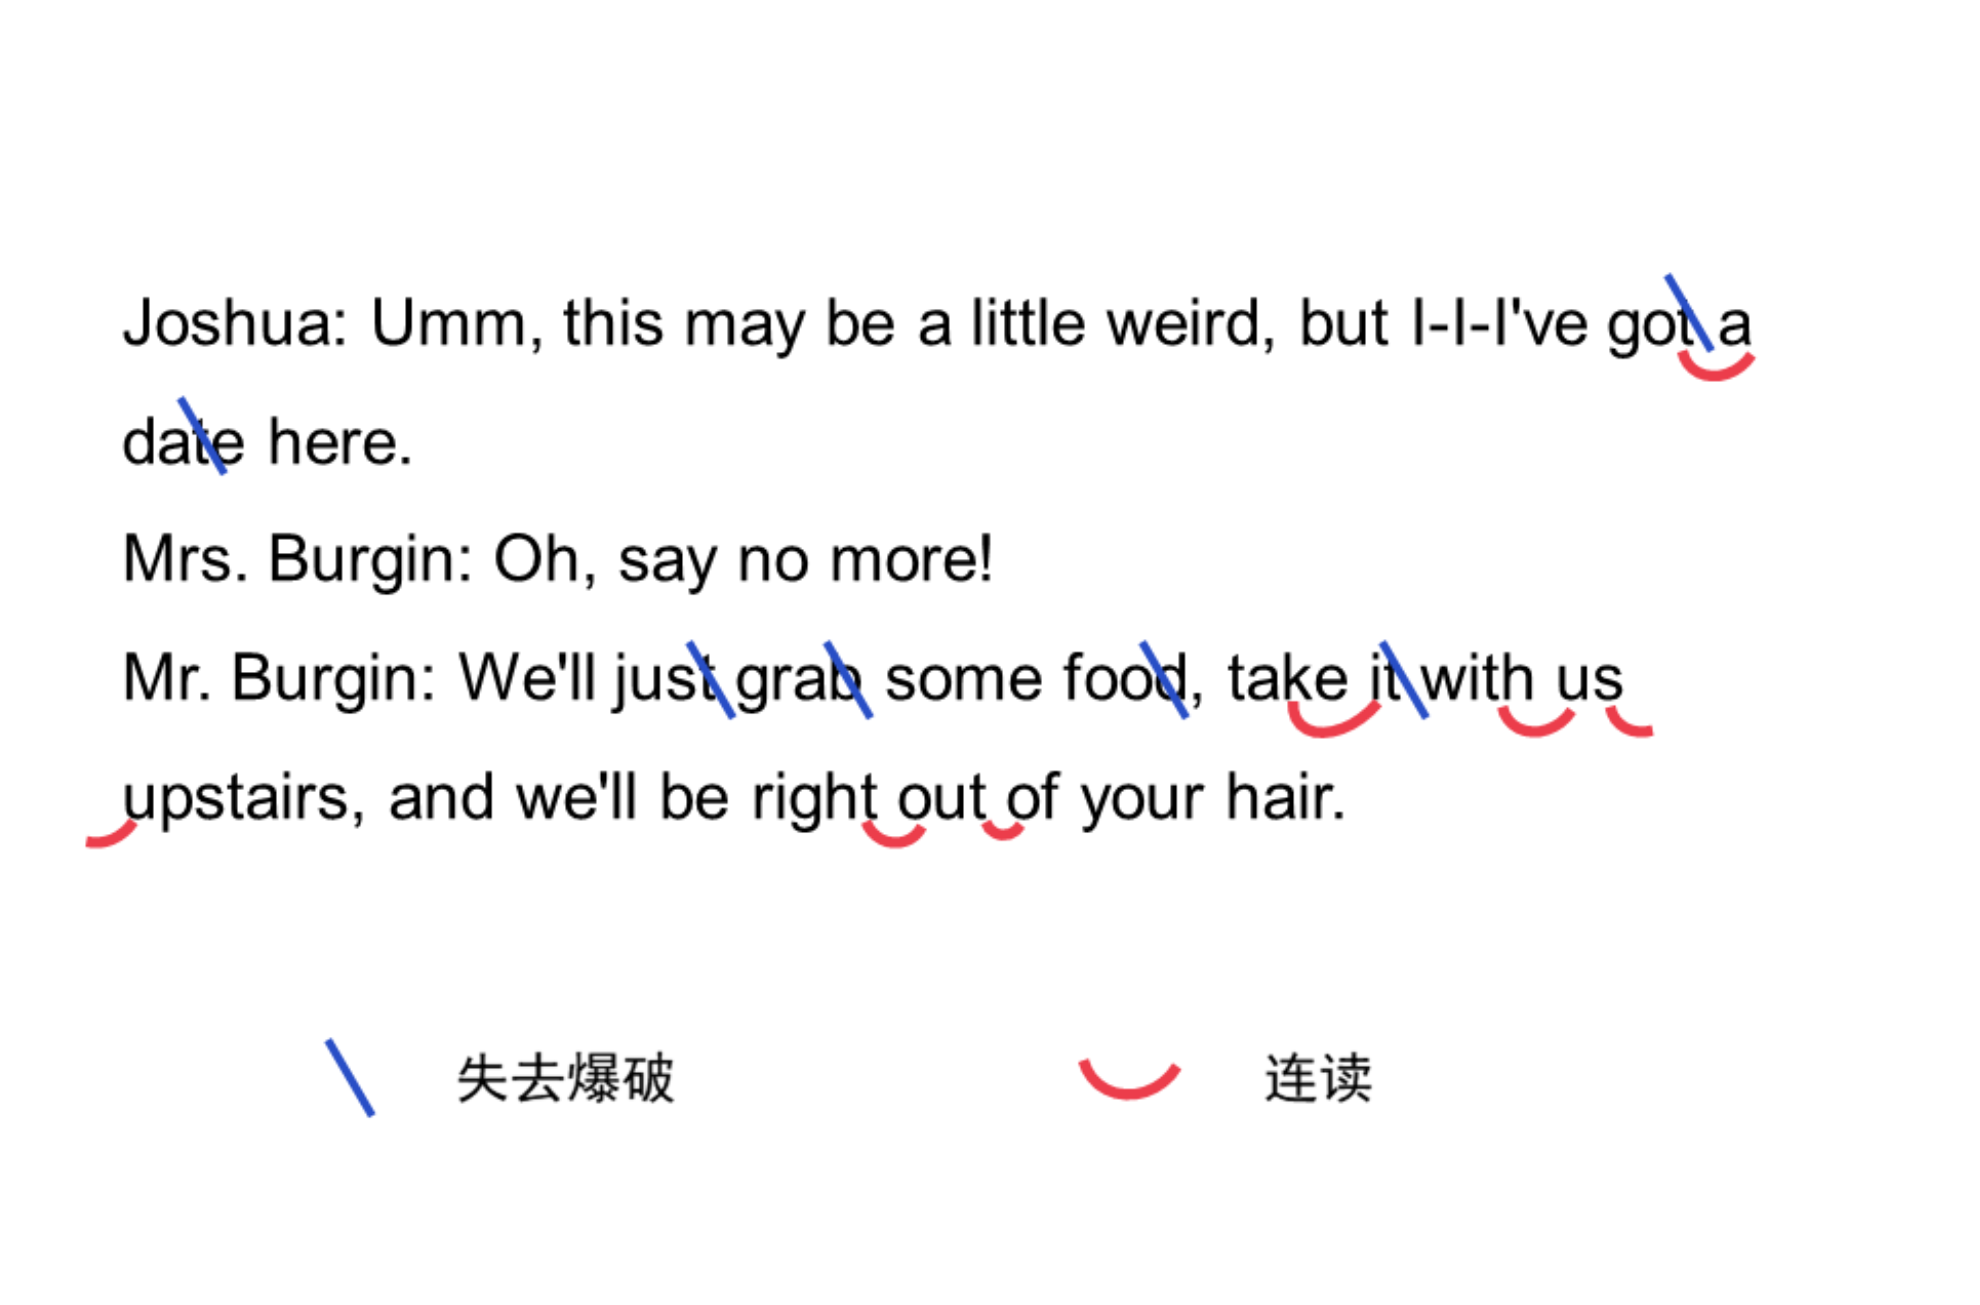 Joshua: Umm, this may be a little weird, but I-I-I've got a
date here.
Mrs. Burgin: Oh, say no more!
Mr. Burgin: We'll just grab some food, take it with us
upstairs, and we'll be right out of your hair.
失去爆破 连读